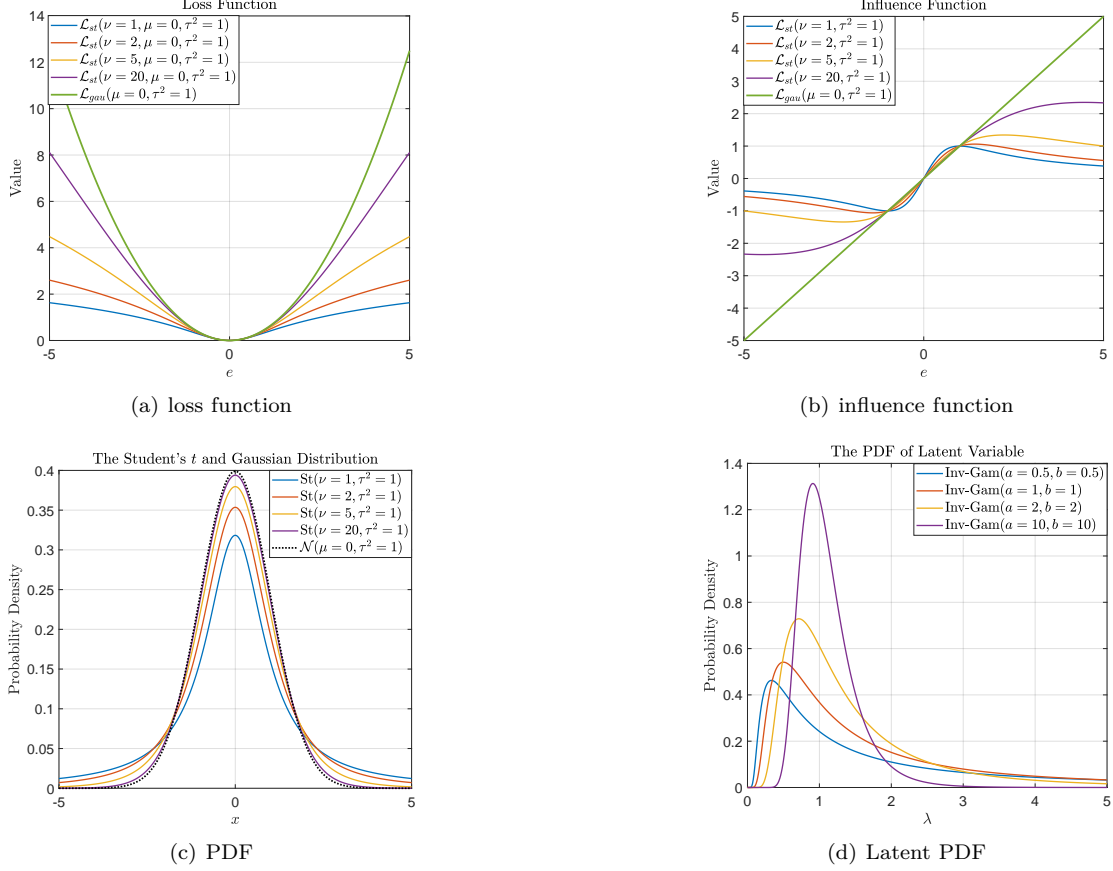 Loss Function
14
12
10
8
6
4
2
0
Value
ℒ_st(ν = 1, μ = 0, τ² = 1)
ℒ_st(ν = 2, μ = 0, τ² = 1)
ℒ_st(ν = 5, μ = 0, τ² = 1)
ℒ_st(ν = 20, μ = 0, τ² = 1)
ℒ_gau(μ = 0, τ² = 1)
-5 0 5
e
(a) loss function
Influence Function
5
4
3
2
1
0
-1
-2
-3
-4
-5
Value
ℒ_st(ν = 1, τ² = 1)
ℒ_st(ν = 2, τ² = 1)
ℒ_st(ν = 5, τ² = 1)
ℒ_st(ν = 20, τ² = 1)
ℒ_gau(μ = 0, τ² = 1)
-5 0 5
e
(b) influence function
The Student's t and Gaussian Distribution
0.4
0.35
0.3
0.25
0.2
0.15
0.1
0.05
0
Probability Density
St(ν = 1, τ² = 1)
St(ν = 2, τ² = 1)
St(ν = 5, τ² = 1)
St(ν = 20, τ² = 1)
𝒩(μ = 0, τ² = 1)
-5 0 5
x
(c) PDF
The PDF of Latent Variable
1.4
1.2
1
0.8
0.6
0.4
0.2
0
Probability Density
Inv-Gam(a = 0.5, b = 0.5)
Inv-Gam(a = 1, b = 1)
Inv-Gam(a = 2, b = 2)
Inv-Gam(a = 10, b = 10)
0 1 2 3 4 5
λ
(d) Latent PDF